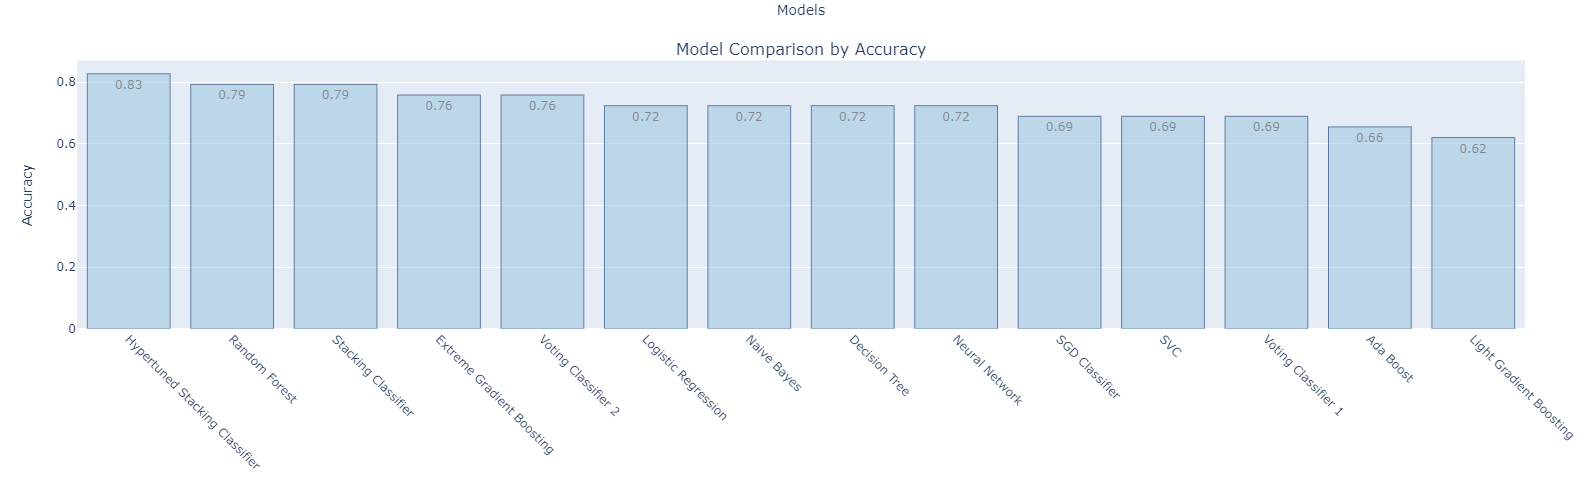 Models
Model Comparison by Accuracy
Accuracy
0.8
0.6
0.4
0.2
0
0.83
0.79
0.79
0.76
0.76
0.72
0.72
0.72
0.72
0.69
0.69
0.69
0.66
0.62
Hypertuned Stacking Classifier
Random Forest
Stacking Classifier
Extreme Gradient Boosting
Voting Classifier 2
Logistic Regression
Naive Bayes
Decision Tree
Neural Network
SGD Classifier
SVC
Voting Classifier 1
Ada Boost
Light Gradient Boosting